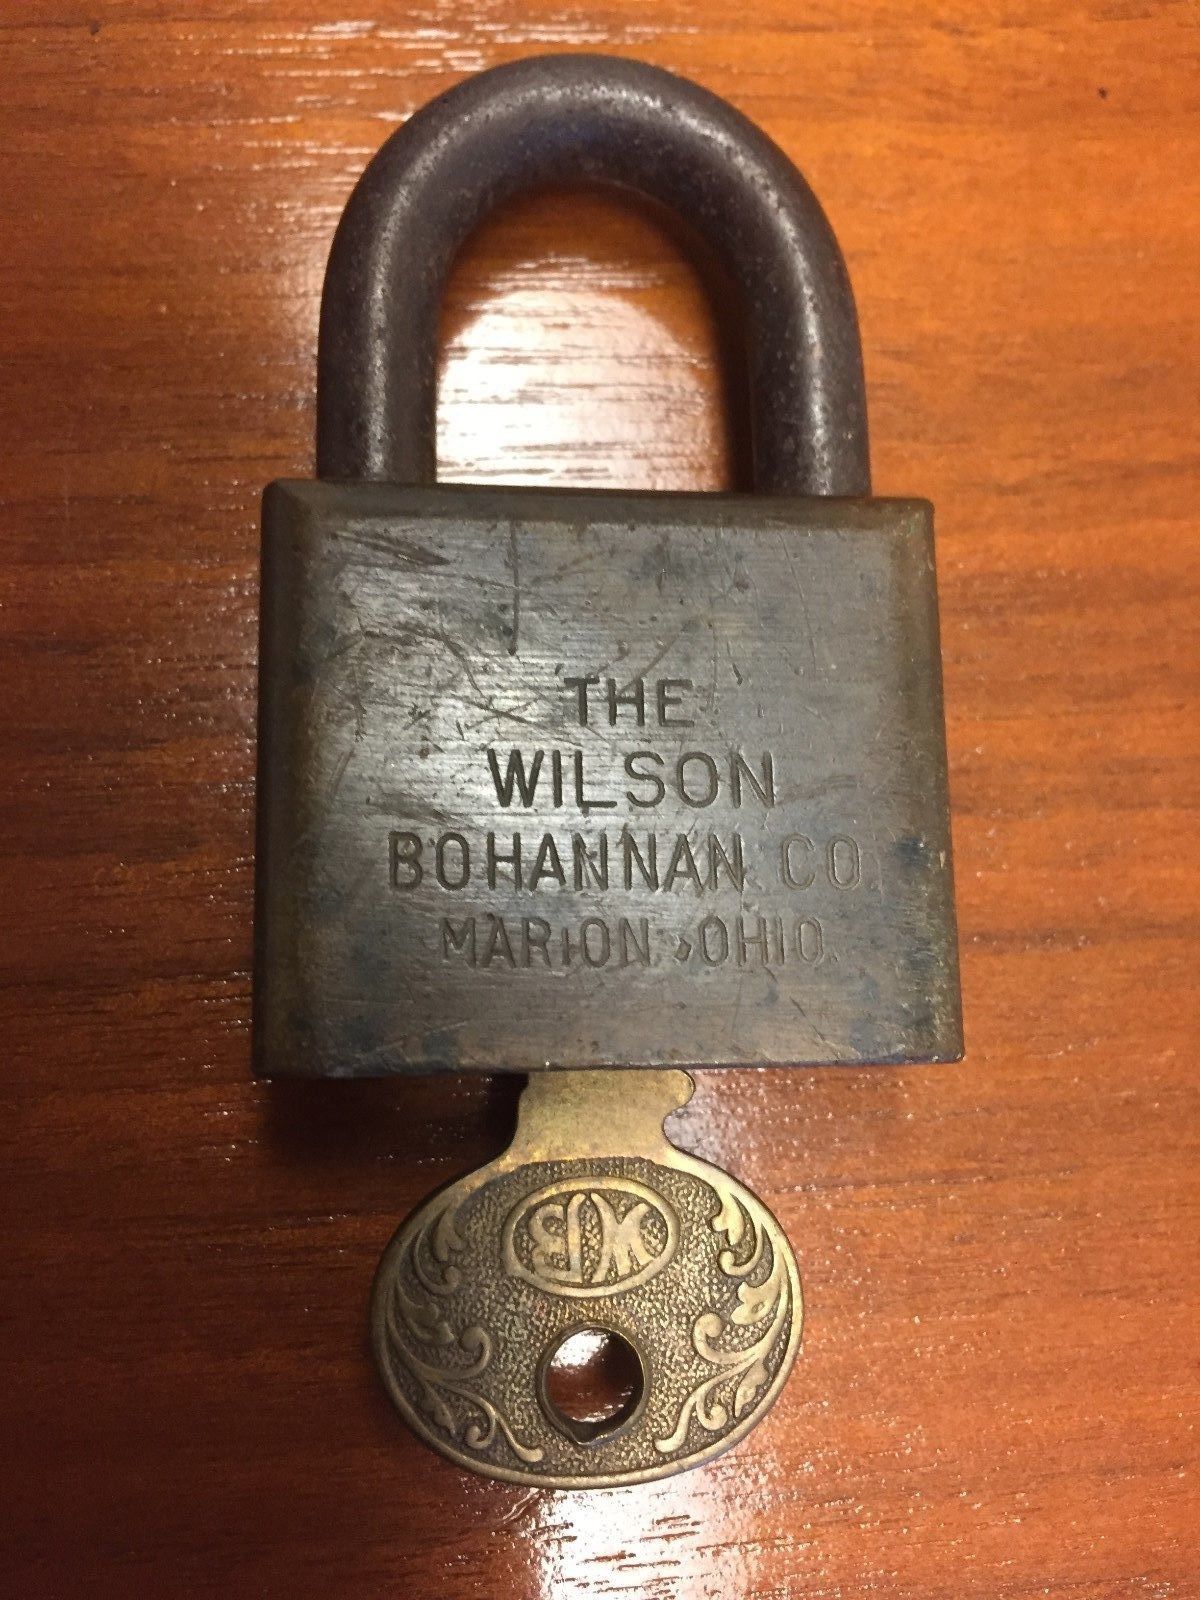 THE
WILSON
BOHANNAN CO.
MARION, OHIO.
WB